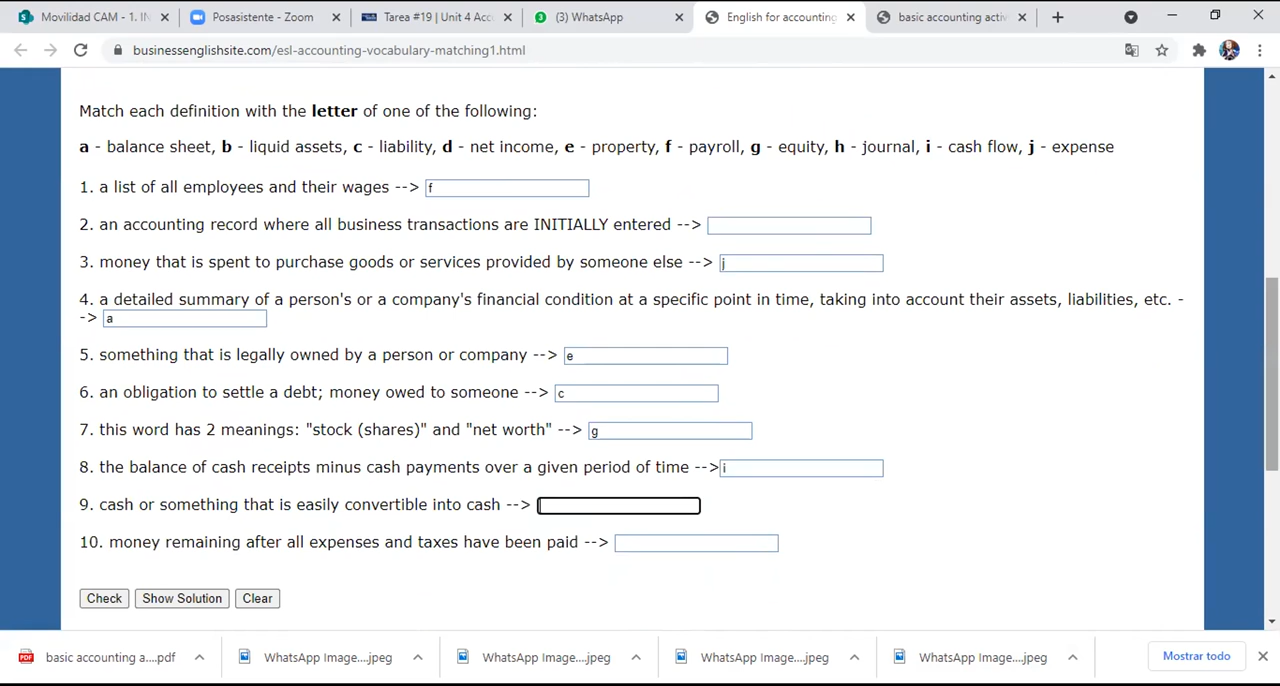 Movilidad CAM - 1. IN
Posasistente - Zoom
Tarea #19 | Unit 4 Acc
(3) WhatsApp
English for accounting
basic accounting activ
businessenglishsite.com/esl-accounting-vocabulary-matching1.html
Match each definition with the letter of one of the following:
a - balance sheet, b - liquid assets, c - liability, d - net income, e - property, f - payroll, g - equity, h - journal, i - cash flow, j - expense
1. a list of all employees and their wages --> f
2. an accounting record where all business transactions are INITIALLY entered -->
3. money that is spent to purchase goods or services provided by someone else --> j
4. a detailed summary of a person's or a company's financial condition at a specific point in time, taking into account their assets, liabilities, etc. -
-> a
5. something that is legally owned by a person or company --> e
6. an obligation to settle a debt; money owed to someone --> c
7. this word has 2 meanings: "stock (shares)" and "net worth" --> g
8. the balance of cash receipts minus cash payments over a given period of time --> i
9. cash or something that is easily convertible into cash -->
10. money remaining after all expenses and taxes have been paid -->
Check Show Solution Clear
PDF basic accounting a....pdf
WhatsApp Image....jpeg
WhatsApp Image....jpeg
WhatsApp Image....jpeg
WhatsApp Image....jpeg
Mostrar todo